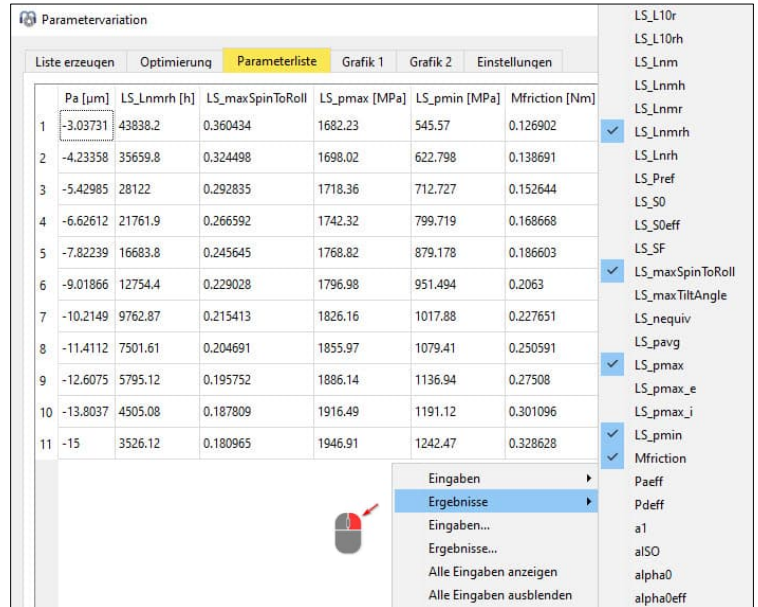 Parametervariation
Liste erzeugen Optimierung Parameterliste Grafik 1 Grafik 2 Einstellungen
Pa [µm] LS_Lnmrh [h] LS_maxSpinToRoll LS_pmax [MPa] LS_pmin [MPa] Mfriction [Nm]
1 -3.03731 43838.2 0.360434 1682.23 545.57 0.126902
2 -4.23358 35659.8 0.324498 1698.02 622.798 0.138691
3 -5.42985 28122 0.292835 1718.36 712.727 0.152644
4 -6.62612 21761.9 0.266592 1742.32 799.719 0.168668
5 -7.82239 16683.8 0.245645 1768.82 879.178 0.186603
6 -9.01866 12754.4 0.229028 1796.98 951.494 0.2063
7 -10.2149 9762.87 0.215413 1826.16 1017.88 0.227651
8 -11.4112 7501.61 0.204691 1855.97 1079.41 0.250591
9 -12.6075 5795.12 0.195752 1886.14 1136.94 0.27508
10 -13.8037 4505.08 0.187809 1916.49 1191.12 0.301096
11 -15 3526.12 0.180965 1946.91 1242.47 0.328628
Eingaben
Ergebnisse
Eingaben...
Ergebnisse...
Alle Eingaben anzeigen
Alle Eingaben ausblenden
LS_L10r
LS_L10rh
LS_Lnm
LS_Lnmh
LS_Lnmr
LS_Lnmrh
LS_Lnrh
LS_Pref
LS_S0
LS_S0eff
LS_SF
LS_maxSpinToRoll
LS_maxTiltAngle
LS_nequiv
LS_pavg
LS_pmax
LS_pmax_e
LS_pmax_i
LS_pmin
Mfriction
Paeff
Pdeff
a1
aISO
alpha0
alpha0eff